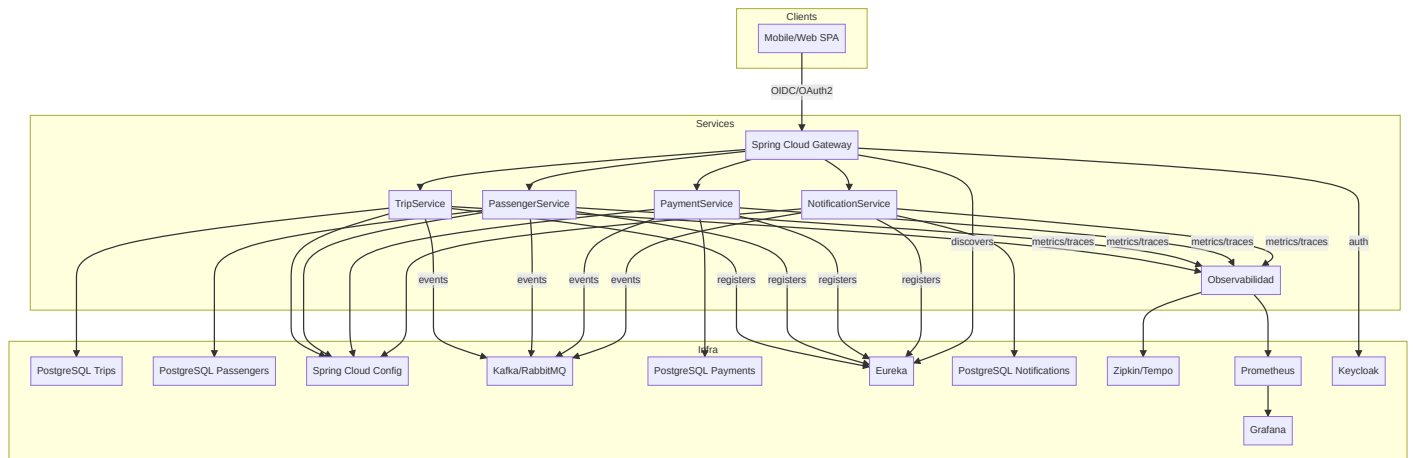 Clients
Mobile/Web SPA
OIDC/OAuth2
Services
Spring Cloud Gateway
TripService
PassengerService
PaymentService
NotificationService
discovers
metrics/traces
metrics/traces
metrics/traces
metrics/traces
auth
events
events
events
events
registers
registers
registers
registers
Observabilidad
Infra
PostgreSQL Trips
PostgreSQL Passengers
Spring Cloud Config
Kafka/RabbitMQ
PostgreSQL Payments
Eureka
PostgreSQL Notifications
Zipkin/Tempo
Prometheus
Keycloak
Grafana